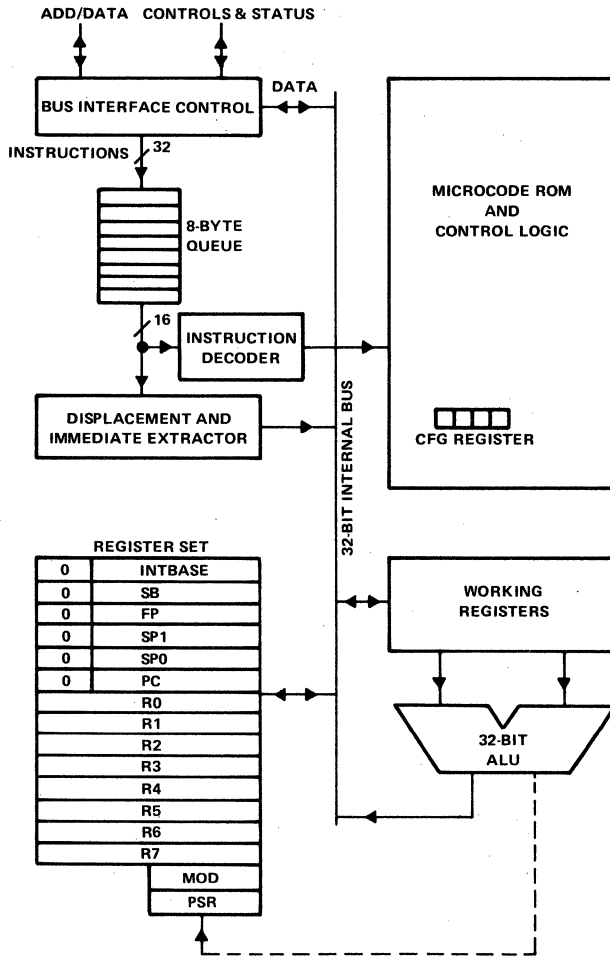 ADD/DATA CONTROLS & STATUS
BUS INTERFACE CONTROL
DATA
INSTRUCTIONS
32
8-BYTE
QUEUE
MICROCODE ROM
AND
CONTROL LOGIC
16
INSTRUCTION
DECODER
DISPLACEMENT AND
IMMEDIATE EXTRACTOR
CFG REGISTER
32-BIT INTERNAL BUS
REGISTER SET
0 INTBASE
0 SB
0 FP
0 SP1
0 SP0
0 PC
R0
R1
R2
R3
R4
R5
R6
R7
MOD
PSR
WORKING
REGISTERS
32-BIT
ALU